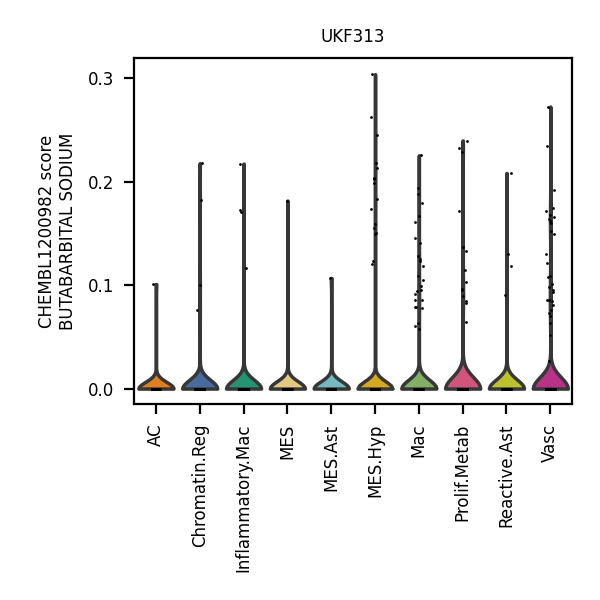 UKF313
CHEMBL1200982 score
BUTABARBITAL SODIUM
0.3
0.2
0.1
0.0
AC
Chromatin.Reg
Inflammatory.Mac
MES
MES.Ast
MES.Hyp
Mac
Prolif.Metab
Reactive.Ast
Vasc